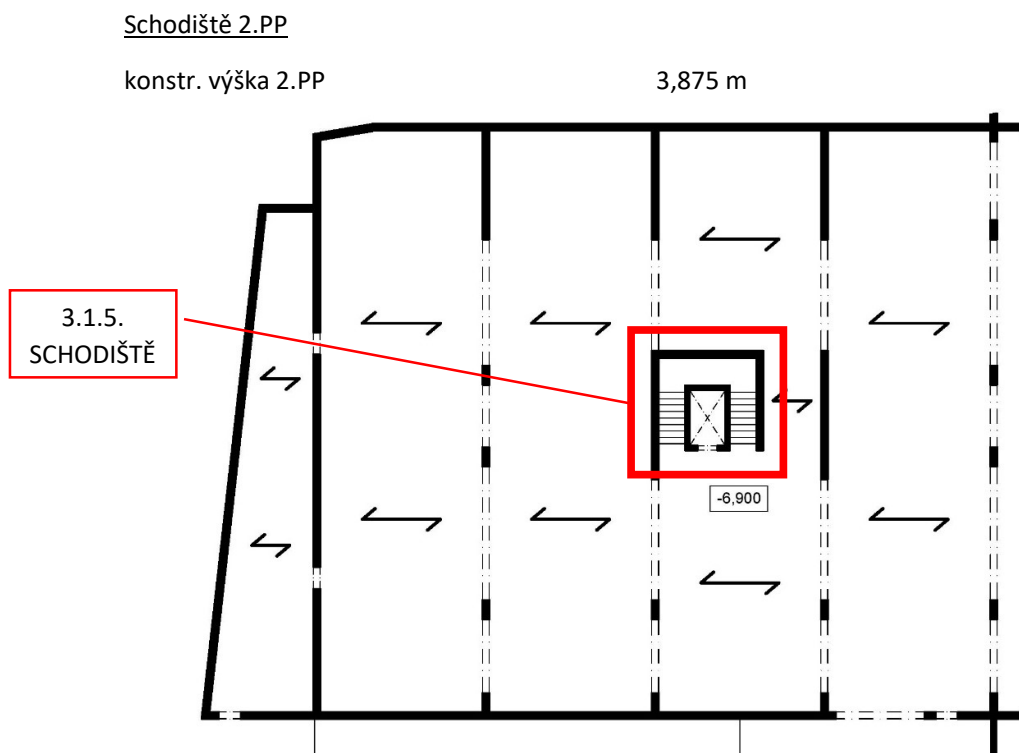 Schodiště 2.PP
konstr. výška 2.PP 3,875 m
3.1.5.
SCHODIŠTĚ
-6,900